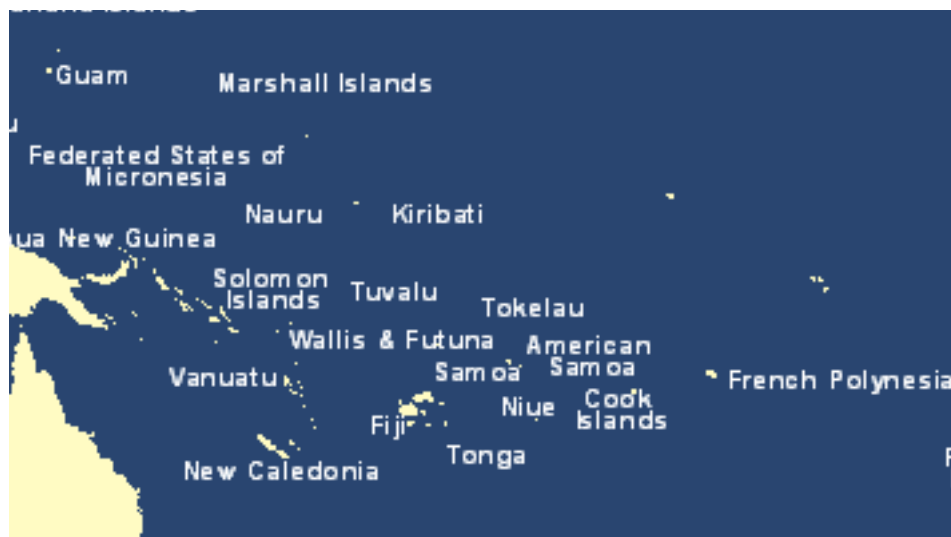 Guam
Marshall Islands
Federated States of
Micronesia
Nauru
Kiribati
New Guinea
Solomon
Islands
Tuvalu
Tokelau
Wallis & Futuna
American
Samoa
Samoa
Vanuatu
French Polynesia
Cook
Islands
Niue
Fiji
Tonga
New Caledonia